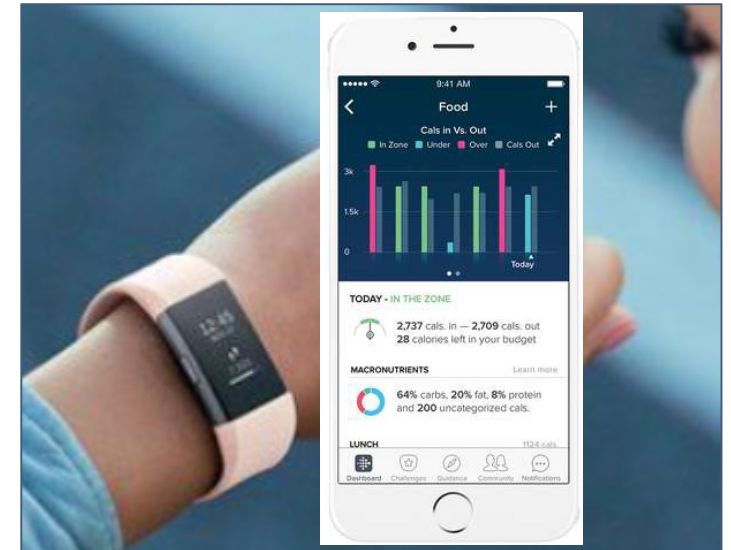 12:45
9:41 AM
Food
Cals in Vs. Out
In Zone Under Over Cals Out
3k
1.5k
0
Today
TODAY - IN THE ZONE
2,737 cals. in — 2,709 cals. out
28 calories left in your budget
MACRONUTRIENTS Learn more
64% carbs, 20% fat, 8% protein
and 200 uncategorized cals.
LUNCH 1124 cals
Dashboard Challenges Guidance Community Notifications